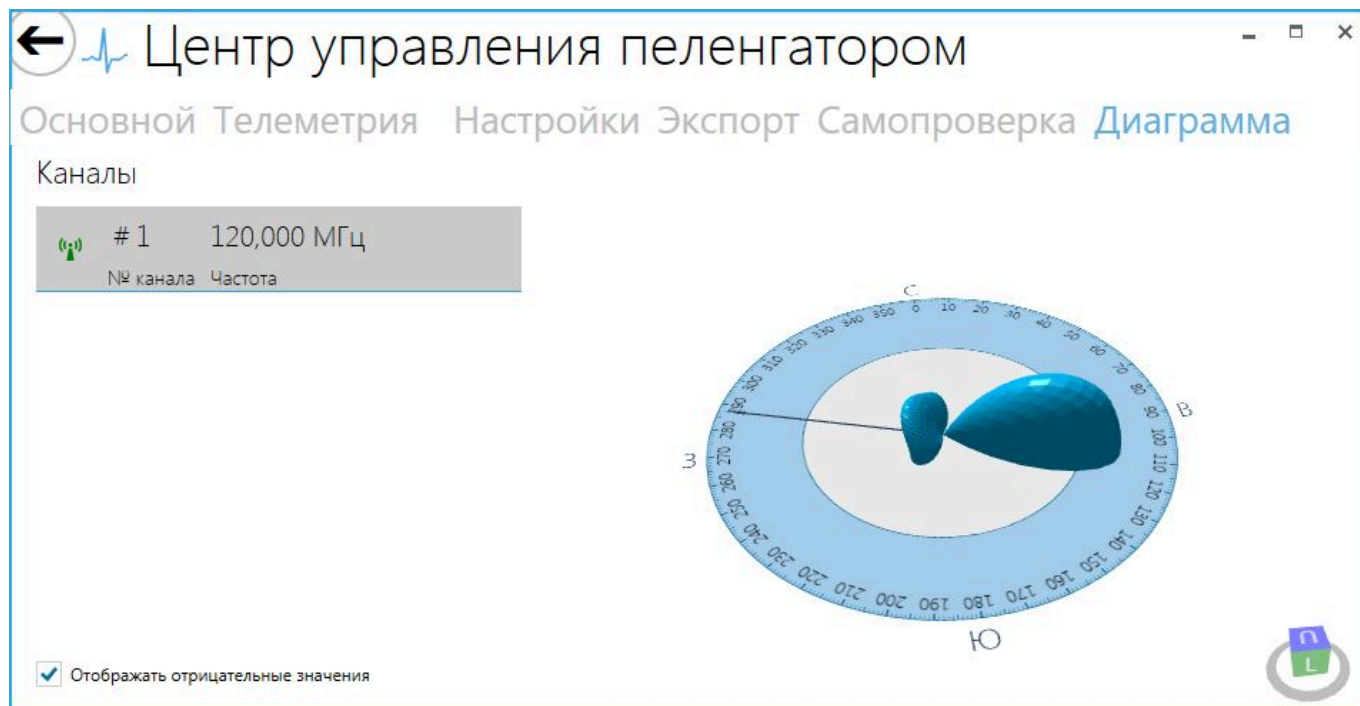 Центр управления пеленгатором
Основной Телеметрия Настройки Экспорт Самопроверка Диаграмма
Каналы
# 1 120,000 МГц
№ канала Частота
С
0 10 20 30 40 50 60 70 80 90 100 110 120 130 140 150 160 170 180 190 200 210 220 230 240 250 260 270 280 290 300 310 320 330 340 350
В
З
Ю
Отображать отрицательные значения
U
L